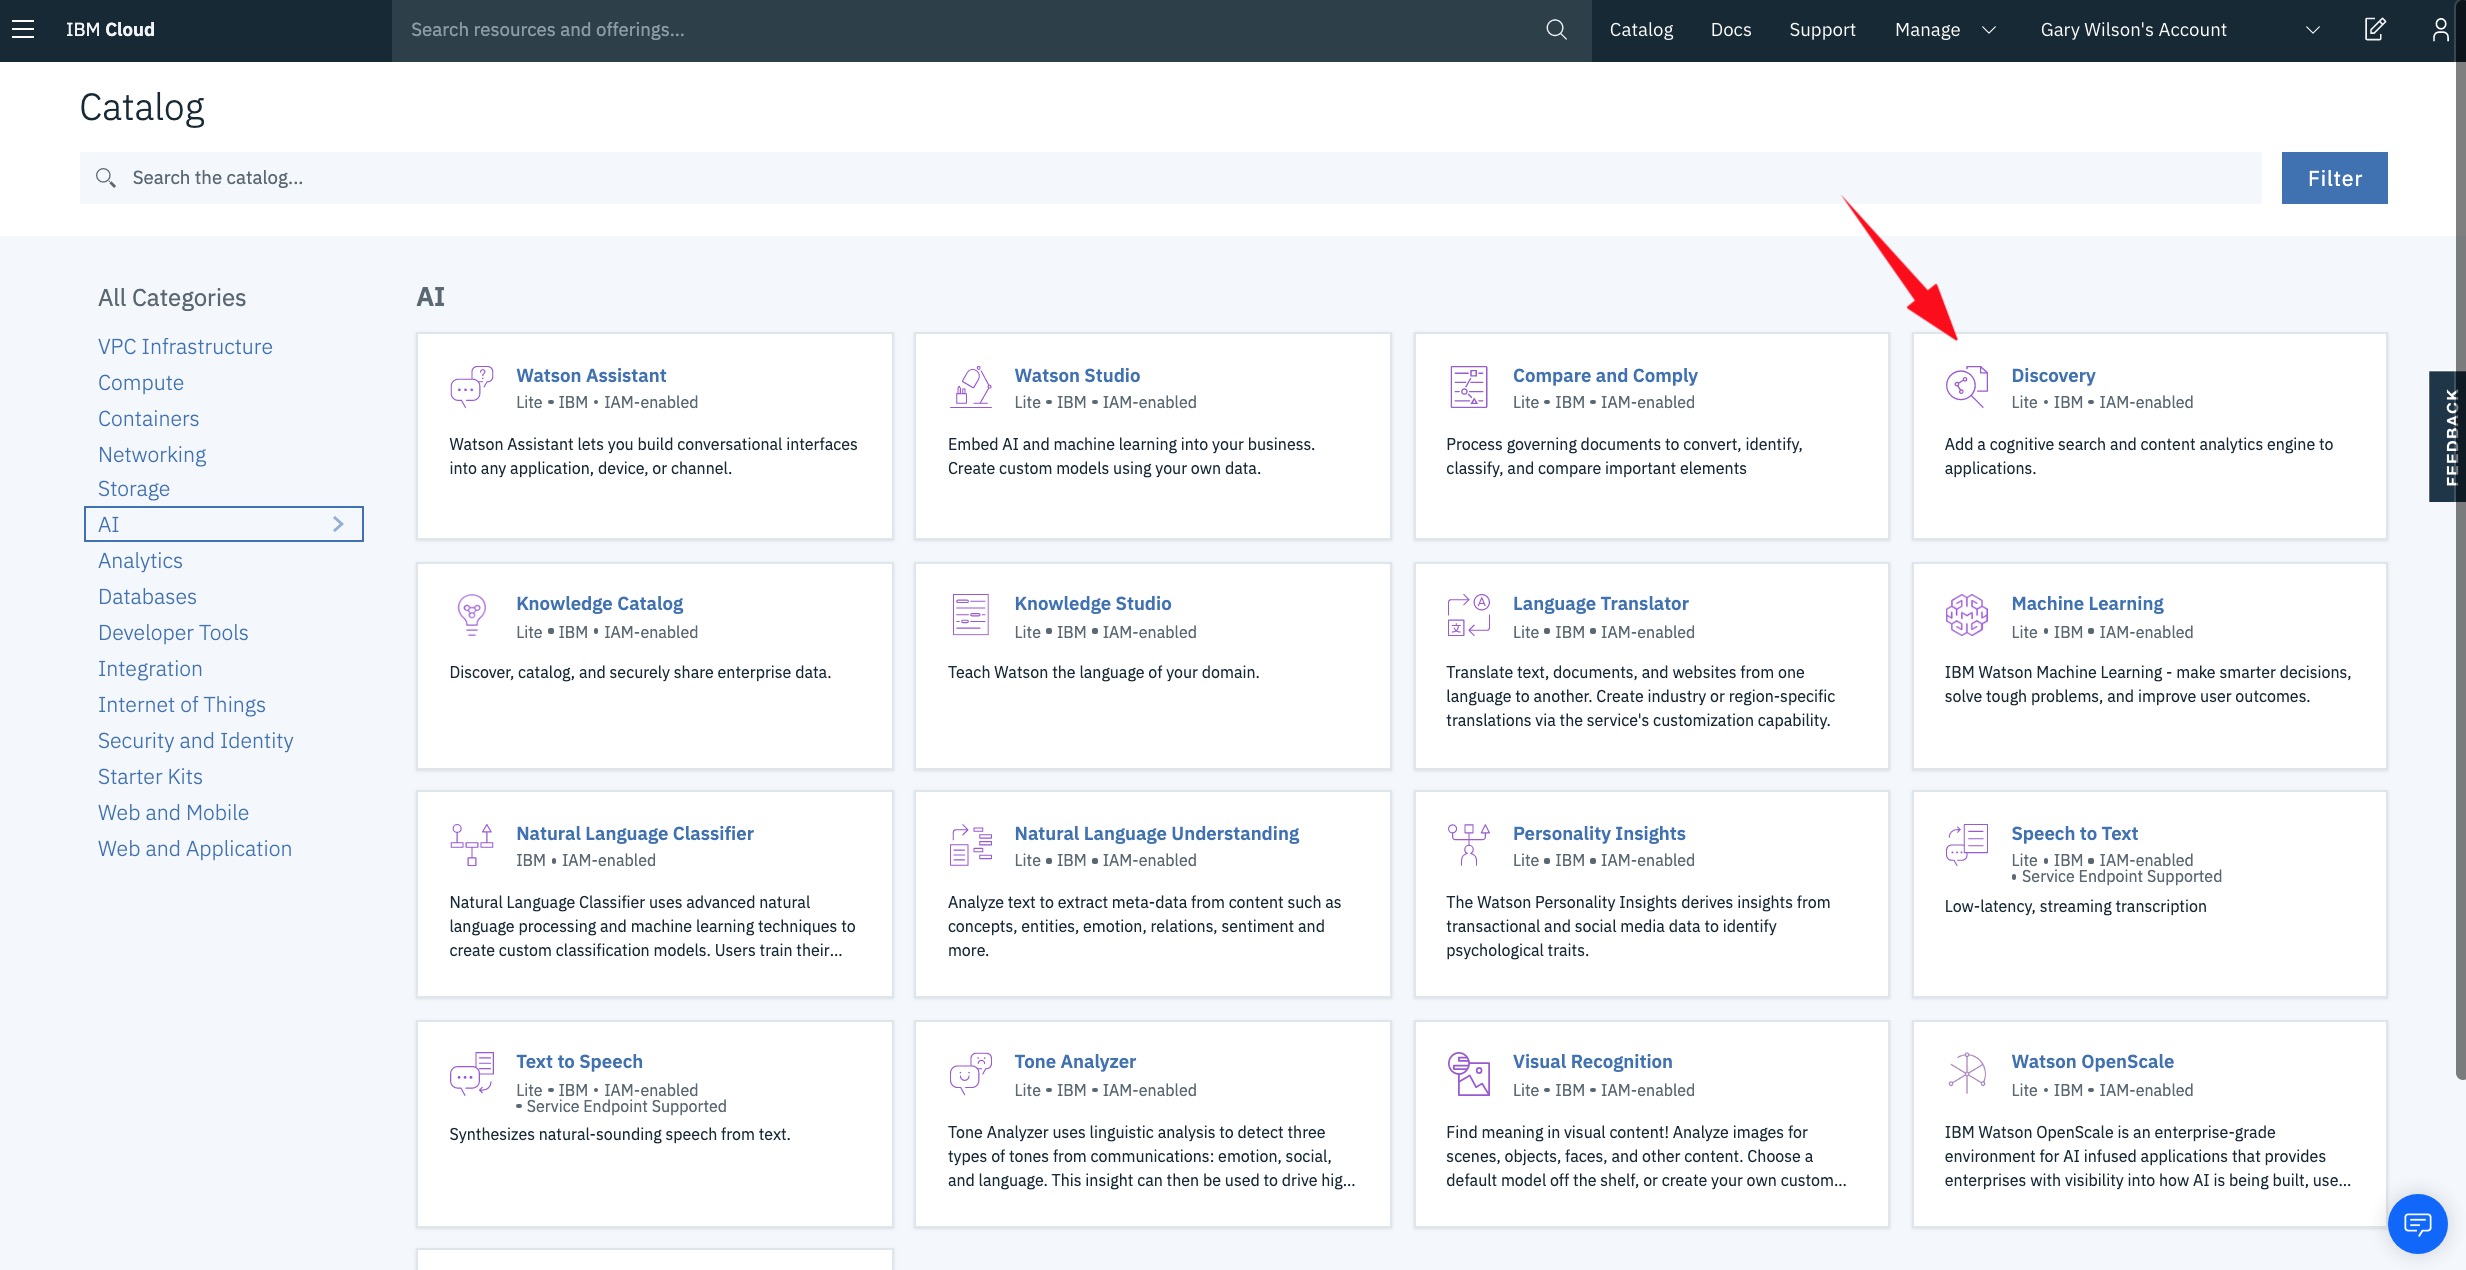 IBM Cloud
Search resources and offerings...
Catalog
Docs
Support
Manage
Gary Wilson's Account
Catalog
Search the catalog...
Filter
FEEDBACK
All Categories
VPC Infrastructure
Compute
Containers
Networking
Storage
AI
Analytics
Databases
Developer Tools
Integration
Internet of Things
Security and Identity
Starter Kits
Web and Mobile
Web and Application
AI
Watson Assistant
Lite • IBM • IAM-enabled
Watson Assistant lets you build conversational interfaces
into any application, device, or channel.
Watson Studio
Lite • IBM • IAM-enabled
Embed AI and machine learning into your business.
Create custom models using your own data.
Compare and Comply
Lite • IBM • IAM-enabled
Process governing documents to convert, identify,
classify, and compare important elements
Discovery
Lite • IBM • IAM-enabled
Add a cognitive search and content analytics engine to
applications.
Knowledge Catalog
Lite • IBM • IAM-enabled
Discover, catalog, and securely share enterprise data.
Knowledge Studio
Lite • IBM • IAM-enabled
Teach Watson the language of your domain.
Language Translator
Lite • IBM • IAM-enabled
Translate text, documents, and websites from one
language to another. Create industry or region-specific
translations via the service's customization capability.
Machine Learning
Lite • IBM • IAM-enabled
IBM Watson Machine Learning - make smarter decisions,
solve tough problems, and improve user outcomes.
Natural Language Classifier
IBM • IAM-enabled
Natural Language Classifier uses advanced natural
language processing and machine learning techniques to
create custom classification models. Users train their...
Natural Language Understanding
Lite • IBM • IAM-enabled
Analyze text to extract meta-data from content such as
concepts, entities, emotion, relations, sentiment and
more.
Personality Insights
Lite • IBM • IAM-enabled
The Watson Personality Insights derives insights from
transactional and social media data to identify
psychological traits.
Speech to Text
Lite • IBM • IAM-enabled
• Service Endpoint Supported
Low-latency, streaming transcription
Text to Speech
Lite • IBM • IAM-enabled
• Service Endpoint Supported
Synthesizes natural-sounding speech from text.
Tone Analyzer
Lite • IBM • IAM-enabled
Tone Analyzer uses linguistic analysis to detect three
types of tones from communications: emotion, social,
and language. This insight can then be used to drive hig...
Visual Recognition
Lite • IBM • IAM-enabled
Find meaning in visual content! Analyze images for
scenes, objects, faces, and other content. Choose a
default model off the shelf, or create your own custom...
Watson OpenScale
Lite • IBM • IAM-enabled
IBM Watson OpenScale is an enterprise-grade
environment for AI infused applications that provides
enterprises with visibility into how AI is being built, use...